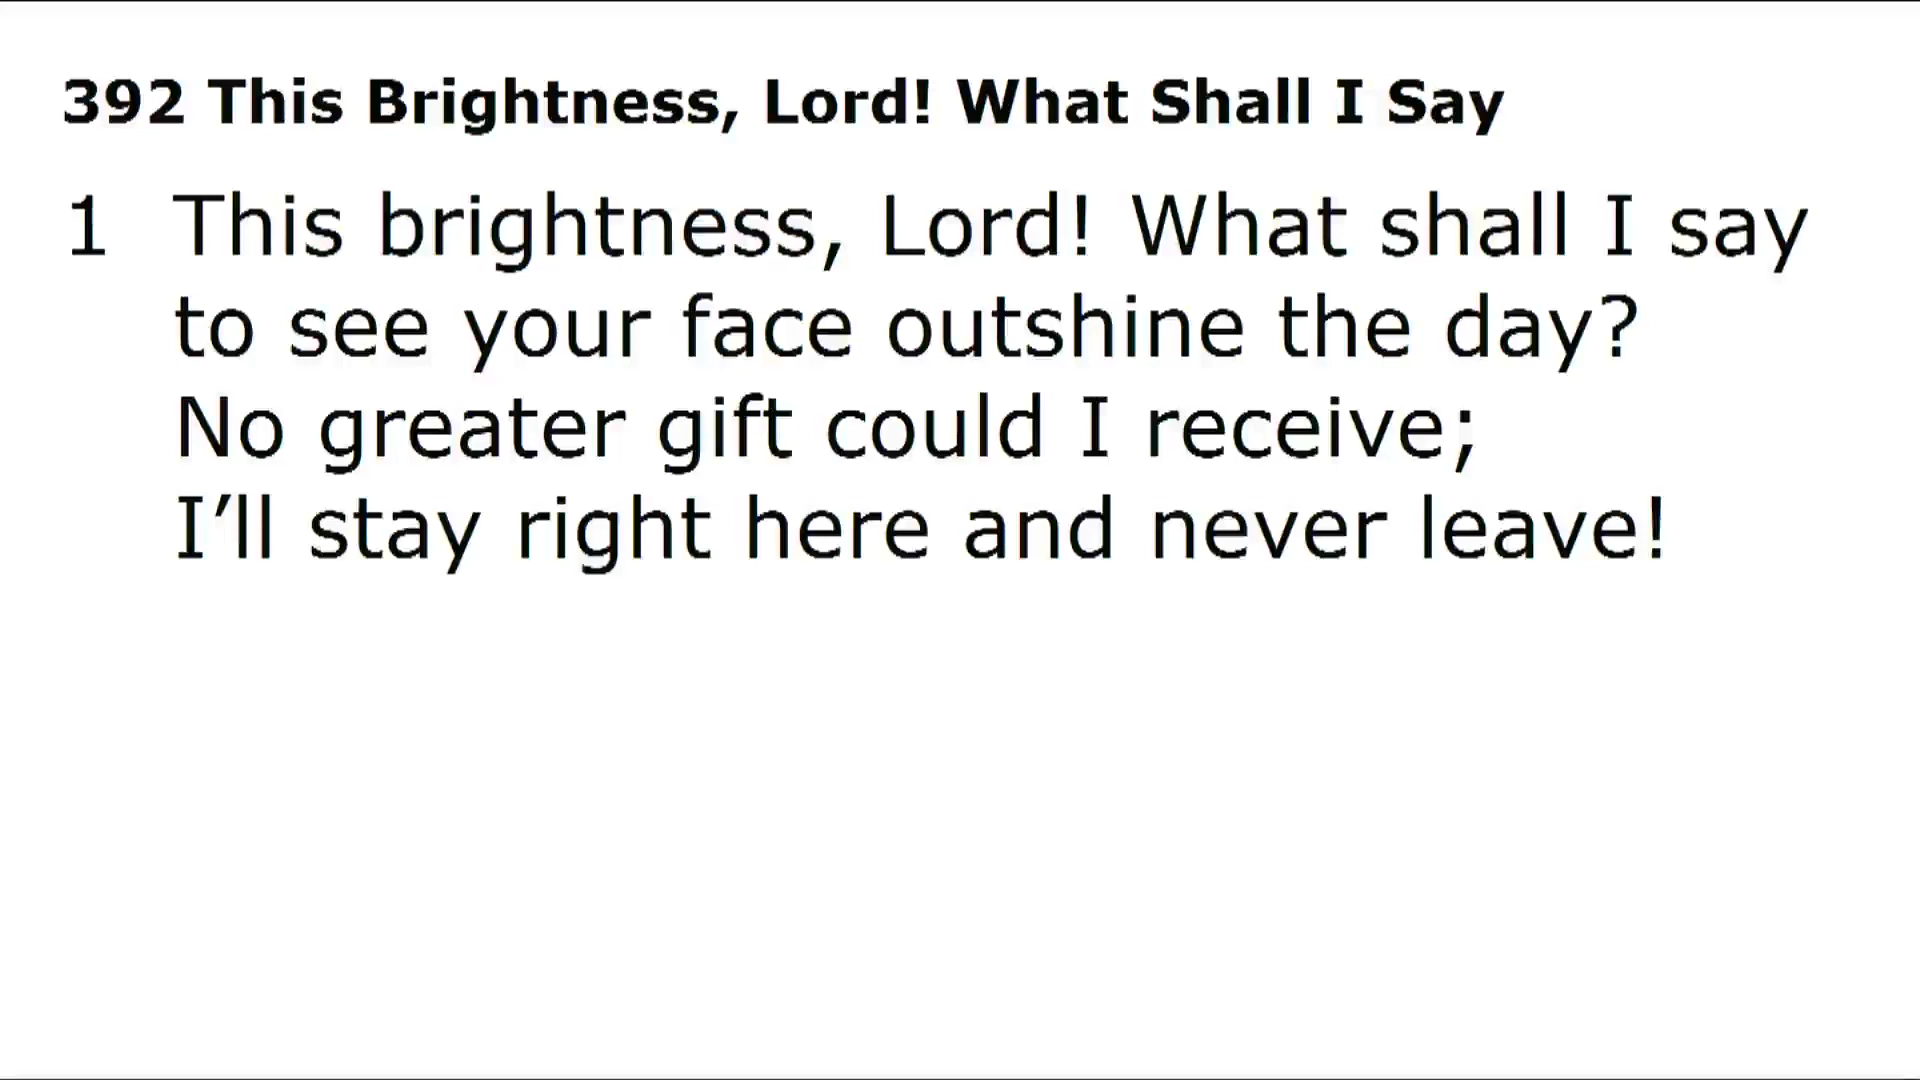 392 This Brightness, Lord! What Shall I Say
1 This brightness, Lord! What shall I say
to see your face outshine the day?
No greater gift could I receive;
I’ll stay right here and never leave!